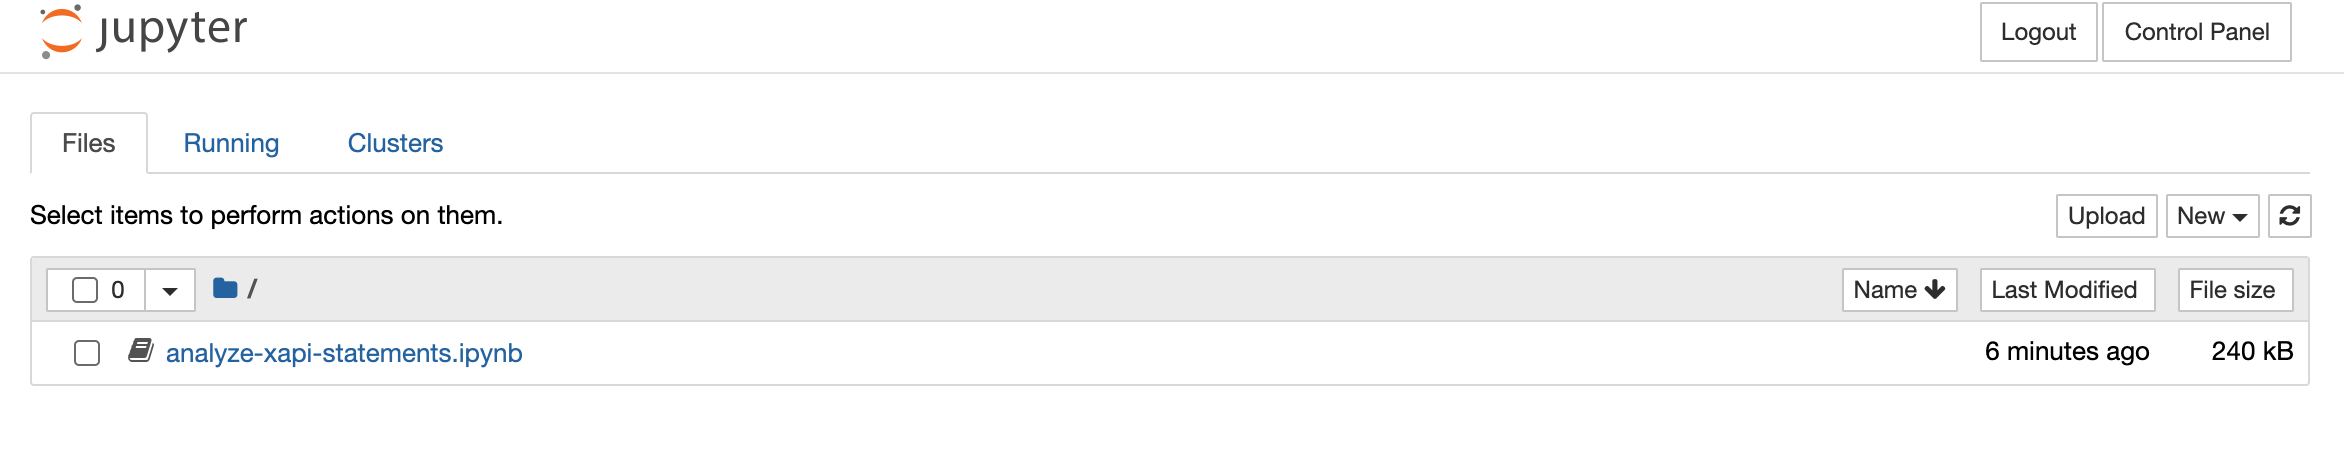 jupyter
Logout
Control Panel
Files
Running
Clusters
Select items to perform actions on them.
Upload
New
0
/
Name
Last Modified
File size
analyze-xapi-statements.ipynb
6 minutes ago
240 kB